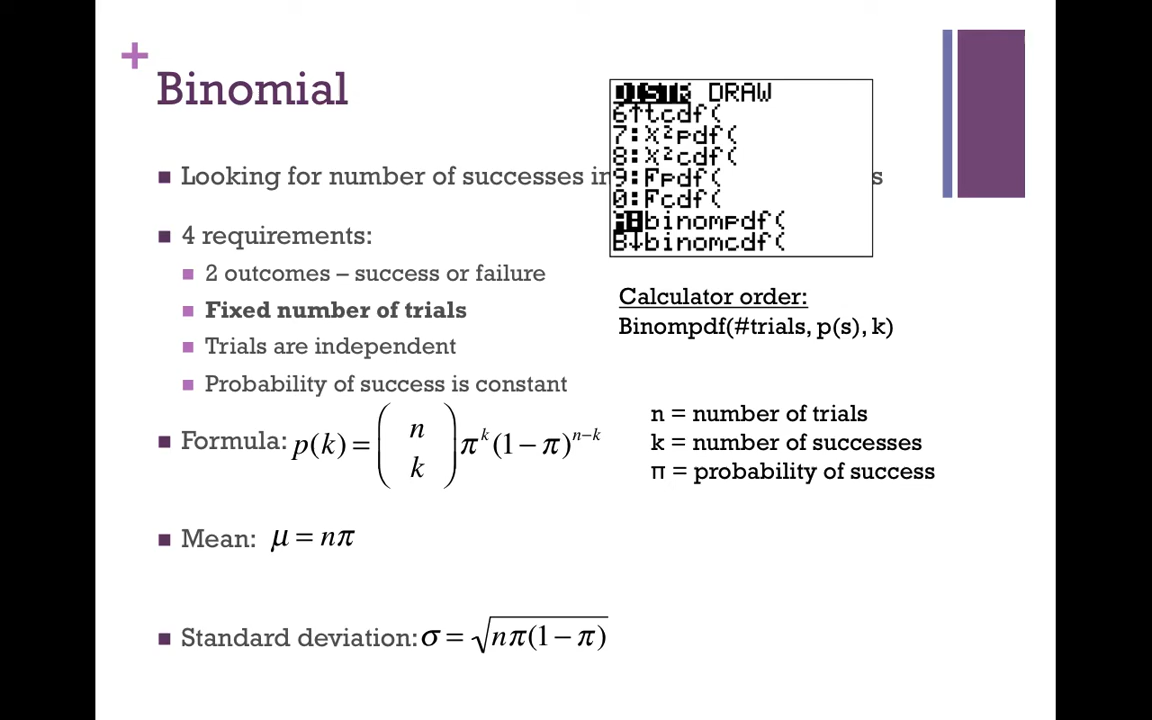 +
Binomial
■ Looking for number of successes in
s
■ 4 requirements:
■ 2 outcomes – success or failure
■ Fixed number of trials
■ Trials are independent
■ Probability of success is constant
■ Formula: p(k) = (n k) π^k (1 − π)^{n−k}
■ Mean: μ = nπ
■ Standard deviation: σ = √nπ(1 − π)
DISTR DRAW
6↑tcdf(
7:X²pdf(
8:X²cdf(
9:Fpdf(
0:Fcdf(
A:binompdf(
B↓binomcdf(
Calculator order:
Binompdf(#trials, p(s), k)
n = number of trials
k = number of successes
π = probability of success